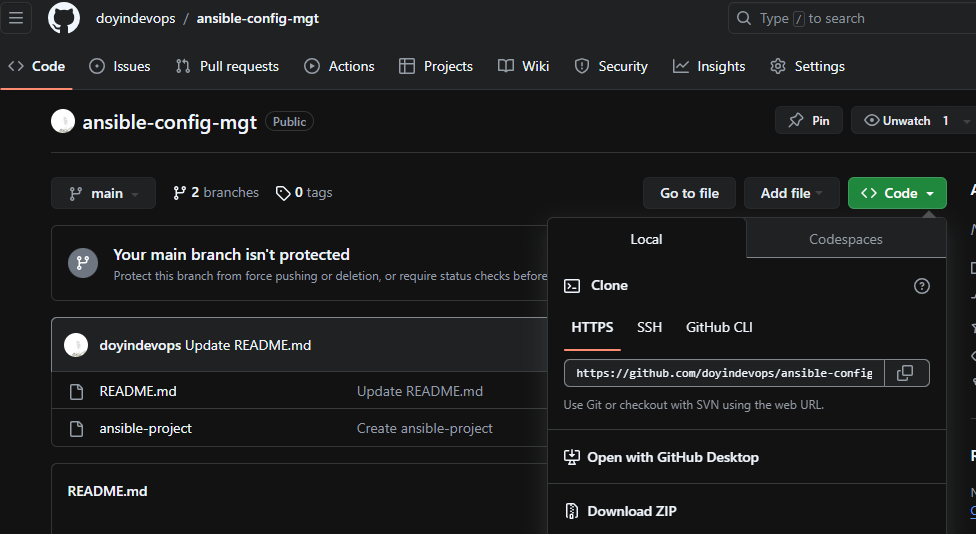 doyindevops / ansible-config-mgt
Type / to search
Code Issues Pull requests Actions Projects Wiki Security Insights Settings
ansible-config-mgt Public
Pin Unwatch 1
main 2 branches 0 tags
Go to file Add file Code
Local Codespaces
Your main branch isn't protected
Protect this branch from force pushing or deletion, or require status checks before
Clone
HTTPS SSH GitHub CLI
doyindevops Update README.md
https://github.com/doyindevops/ansible-config
README.md Update README.md
Use Git or checkout with SVN using the web URL.
ansible-project Create ansible-project
Open with GitHub Desktop
README.md
Download ZIP